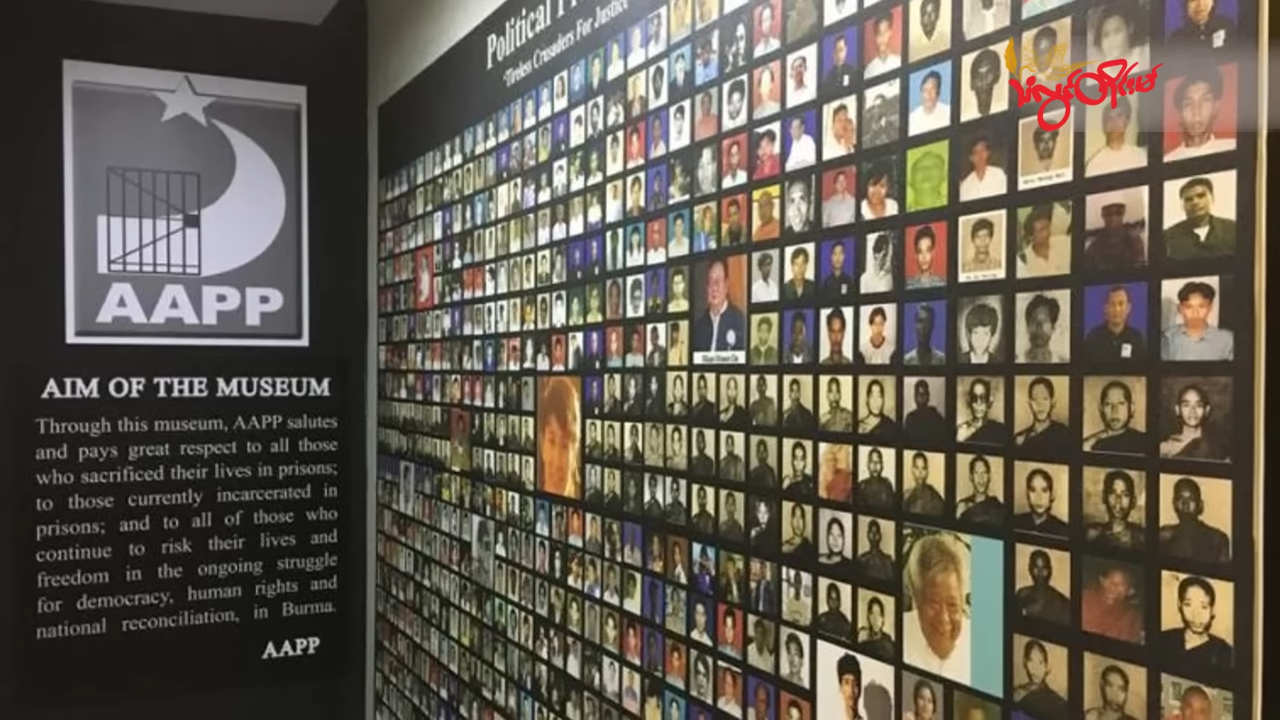 AAPP
AIM OF THE MUSEUM
Through this museum, AAPP salutes
and pays great respect to all those
who sacrificed their lives in prisons;
to those currently incarcerated in
prisons; and to all of those who
continue to risk their lives and
freedom in the ongoing struggle
for democracy, human rights and
national reconciliation, in Burma.
AAPP
Political
Tireless Crusaders For Justice